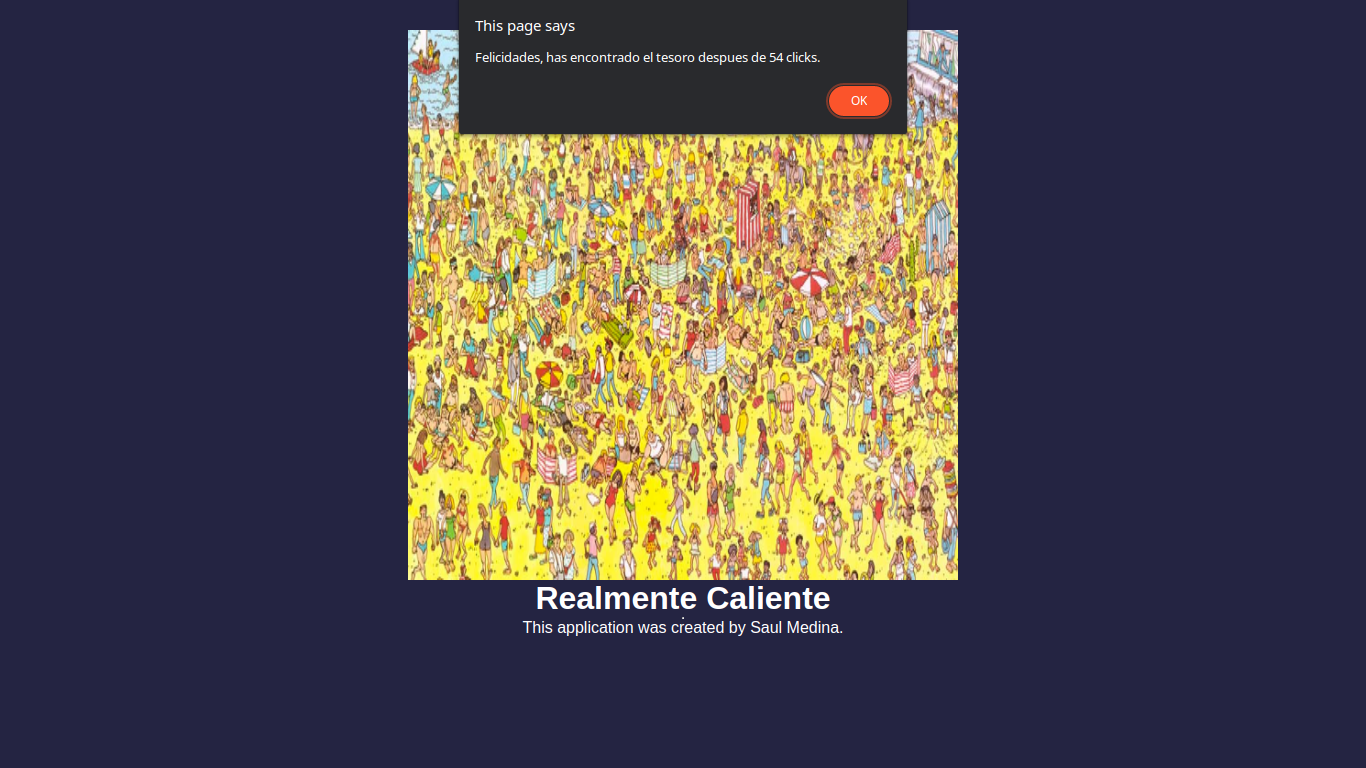 This page says
Felicidades, has encontrado el tesoro despues de 54 clicks.
OK
Realmente Caliente
.
This application was created by Saul Medina.